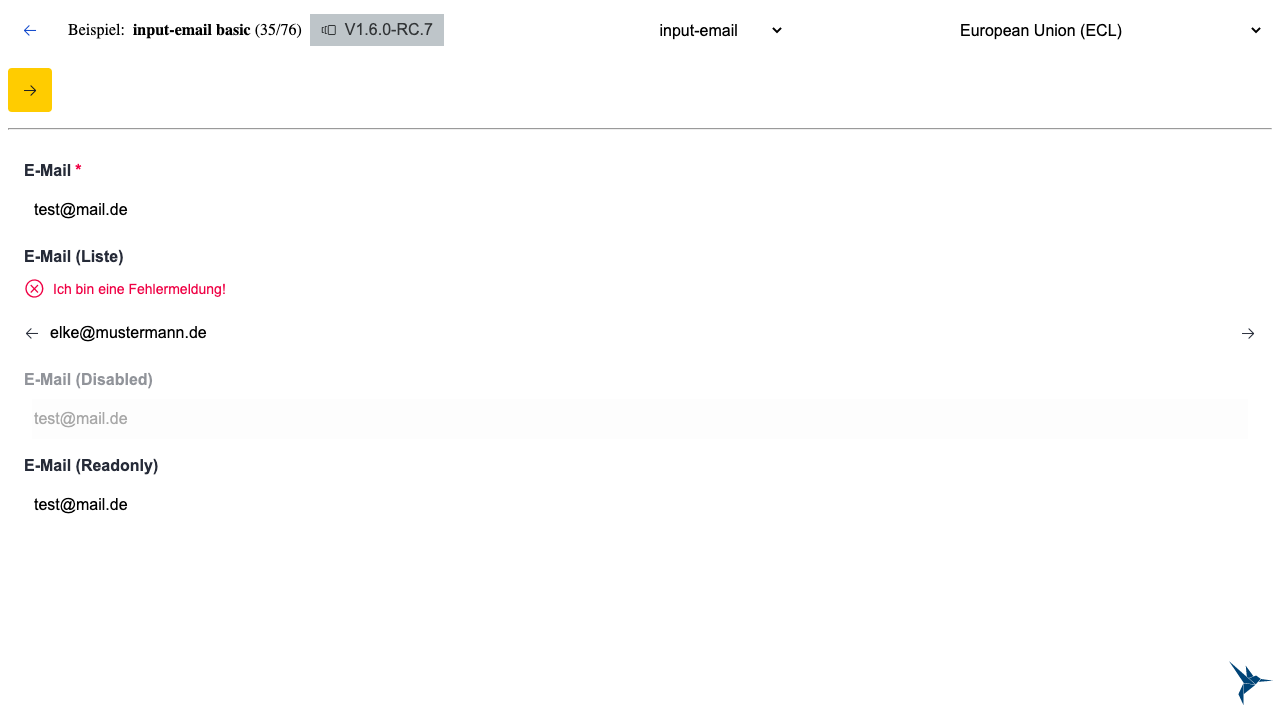 Beispiel: input-email basic (35/76) V1.6.0-RC.7 input-email European Union (ECL)
E-Mail *
test@mail.de
E-Mail (Liste)
Ich bin eine Fehlermeldung!
elke@mustermann.de
E-Mail (Disabled)
test@mail.de
E-Mail (Readonly)
test@mail.de